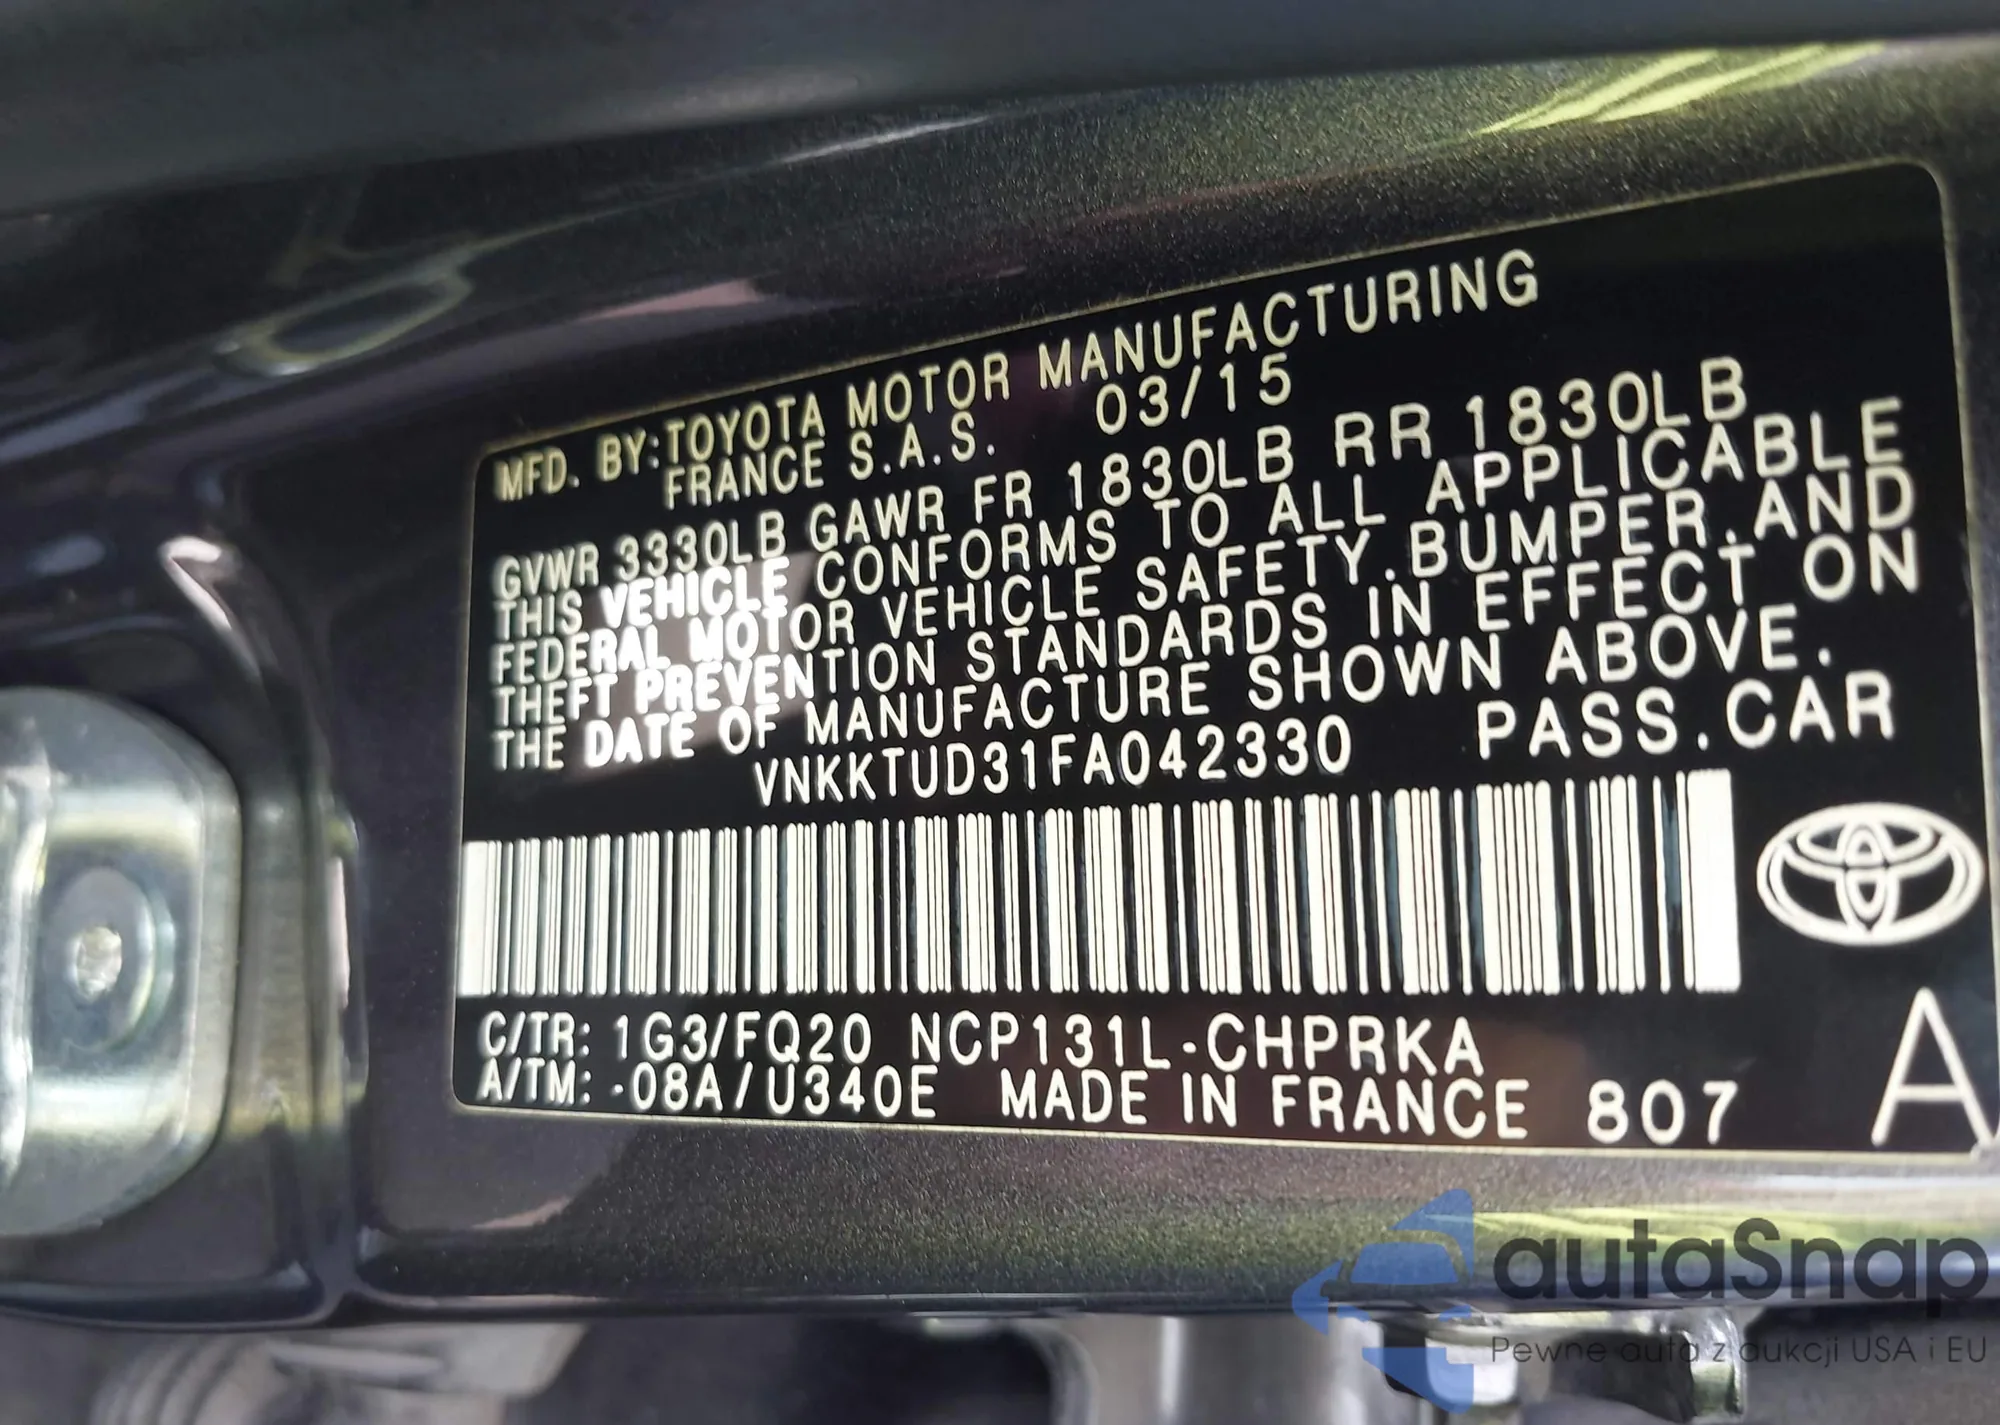 MFD. BY:TOYOTA MOTOR MANUFACTURING
FRANCE S.A.S. 03/15
GVWR 3330LB GAWR FR 1830LB RR 1830LB
THIS VEHICLE CONFORMS TO ALL APPLICABLE
FEDERAL MOTOR VEHICLE SAFETY,BUMPER,AND
THEFT PREVENTION STANDARDS IN EFFECT ON
THE DATE OF MANUFACTURE SHOWN ABOVE.
VNKKTUD31FA042330 PASS.CAR
C/TR: 1G3/FQ20 NCP131L-CHPRKA
A/TM: -08A/U340E MADE IN FRANCE 807
A
autaSnap
Pewne auta z aukcji USA i EU